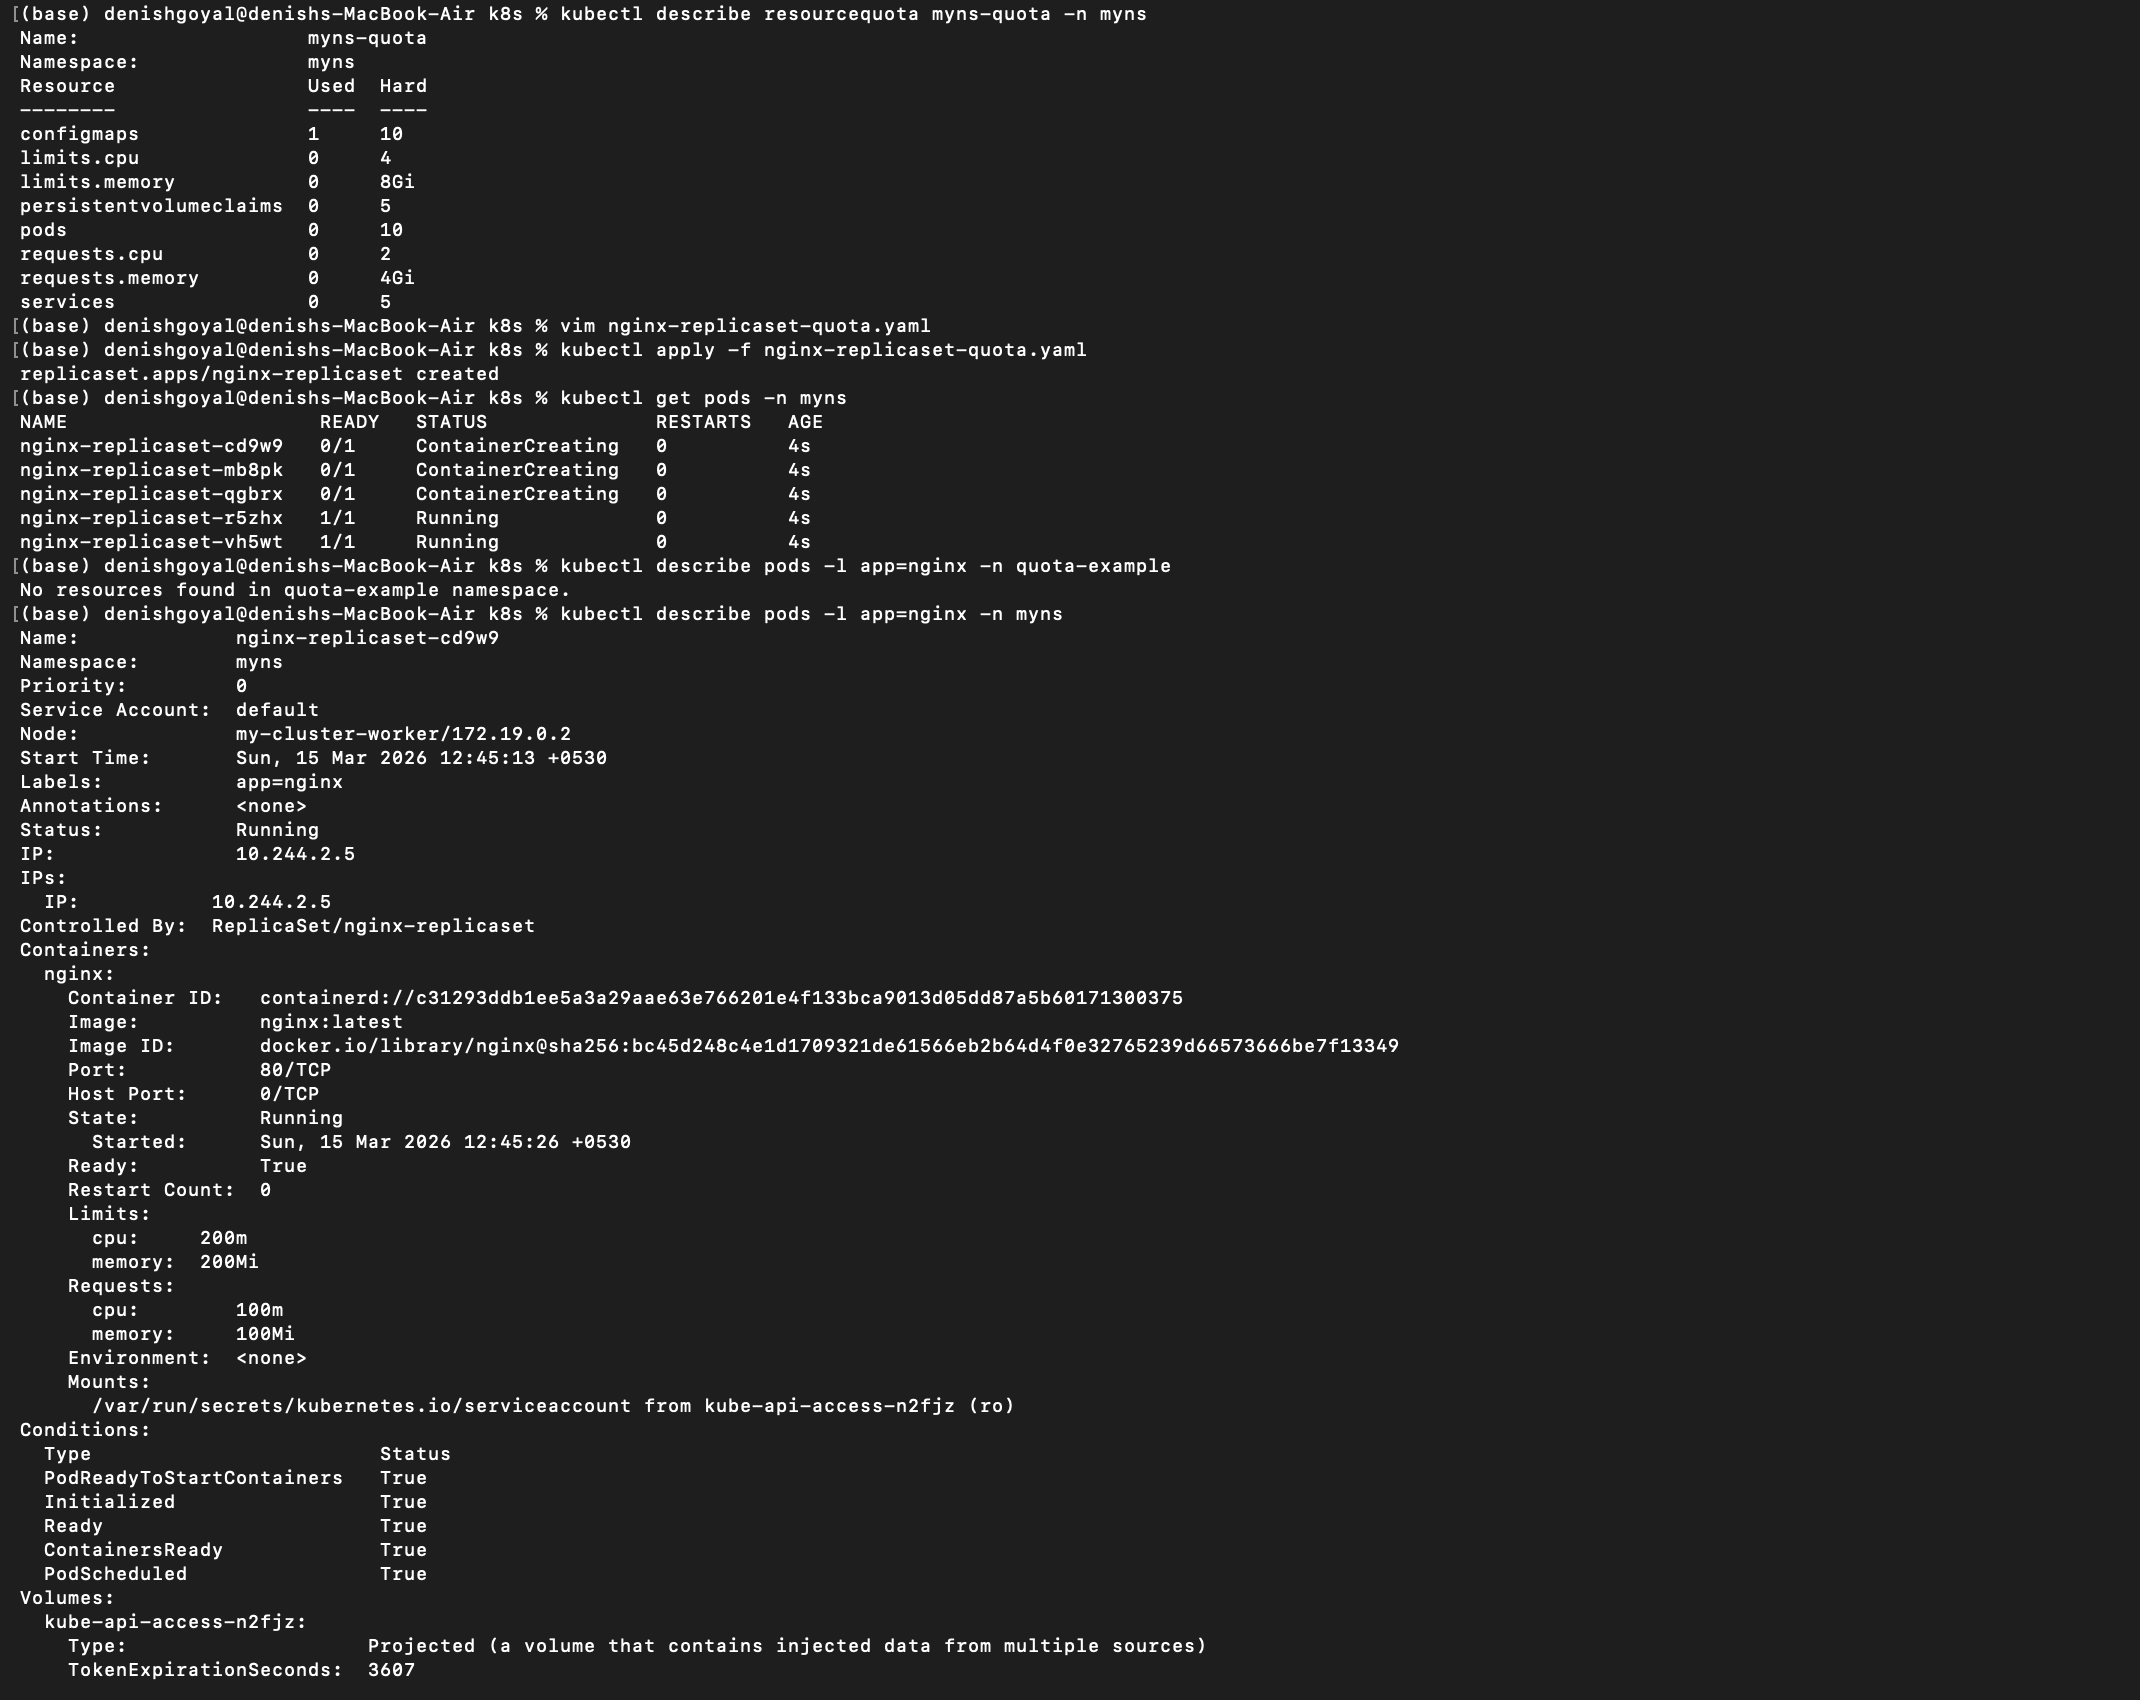 [(base) denishgoyal@denishs-MacBook-Air k8s % kubectl describe resourcequota myns-quota -n myns
Name:                   myns-quota
Namespace:              myns
Resource                Used  Hard
--------                ----  ----
configmaps              1     10
limits.cpu              0     4
limits.memory           0     8Gi
persistentvolumeclaims  0     5
pods                    0     10
requests.cpu            0     2
requests.memory         0     4Gi
services                0     5
[(base) denishgoyal@denishs-MacBook-Air k8s % vim nginx-replicaset-quota.yaml
[(base) denishgoyal@denishs-MacBook-Air k8s % kubectl apply -f nginx-replicaset-quota.yaml
replicaset.apps/nginx-replicaset created
[(base) denishgoyal@denishs-MacBook-Air k8s % kubectl get pods -n myns
NAME                     READY   STATUS              RESTARTS   AGE
nginx-replicaset-cd9w9   0/1     ContainerCreating   0          4s
nginx-replicaset-mb8pk   0/1     ContainerCreating   0          4s
nginx-replicaset-qgbrx   0/1     ContainerCreating   0          4s
nginx-replicaset-r5zhx   1/1     Running             0          4s
nginx-replicaset-vh5wt   1/1     Running             0          4s
[(base) denishgoyal@denishs-MacBook-Air k8s % kubectl describe pods -l app=nginx -n quota-example
No resources found in quota-example namespace.
[(base) denishgoyal@denishs-MacBook-Air k8s % kubectl describe pods -l app=nginx -n myns
Name:             nginx-replicaset-cd9w9
Namespace:        myns
Priority:         0
Service Account:  default
Node:             my-cluster-worker/172.19.0.2
Start Time:       Sun, 15 Mar 2026 12:45:13 +0530
Labels:           app=nginx
Annotations:      <none>
Status:           Running
IP:               10.244.2.5
IPs:
  IP:           10.244.2.5
Controlled By:  ReplicaSet/nginx-replicaset
Containers:
  nginx:
    Container ID:   containerd://c31293ddb1ee5a3a29aae63e766201e4f133bca9013d05dd87a5b60171300375
    Image:          nginx:latest
    Image ID:       docker.io/library/nginx@sha256:bc45d248c4e1d1709321de61566eb2b64d4f0e32765239d66573666be7f13349
    Port:           80/TCP
    Host Port:      0/TCP
    State:          Running
      Started:      Sun, 15 Mar 2026 12:45:26 +0530
    Ready:          True
    Restart Count:  0
    Limits:
      cpu:     200m
      memory:  200Mi
    Requests:
      cpu:        100m
      memory:     100Mi
    Environment:  <none>
    Mounts:
      /var/run/secrets/kubernetes.io/serviceaccount from kube-api-access-n2fjz (ro)
Conditions:
  Type                        Status
  PodReadyToStartContainers   True
  Initialized                 True
  Ready                       True
  ContainersReady             True
  PodScheduled                True
Volumes:
  kube-api-access-n2fjz:
    Type:                    Projected (a volume that contains injected data from multiple sources)
    TokenExpirationSeconds:  3607